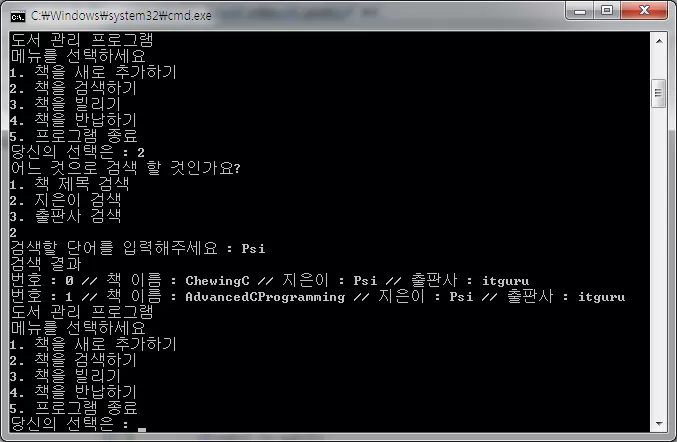 C:\Windows\system32\cmd.exe
도서 관리 프로그램
메뉴를 선택하세요
1. 책을 새로 추가하기
2. 책을 검색하기
3. 책을 빌리기
4. 책을 반납하기
5. 프로그램 종료
당신의 선택은 : 2
어느 것으로 검색 할 것인가요?
1. 책 제목 검색
2. 지은이 검색
3. 출판사 검색
2
검색할 단어를 입력해주세요 : Psi
검색 결과
번호 : 0 // 책 이름 : ChewingC // 지은이 : Psi // 출판사 : itguru
번호 : 1 // 책 이름 : AdvancedCProgramming // 지은이 : Psi // 출판사 : itguru
도서 관리 프로그램
메뉴를 선택하세요
1. 책을 새로 추가하기
2. 책을 검색하기
3. 책을 빌리기
4. 책을 반납하기
5. 프로그램 종료
당신의 선택은 : _